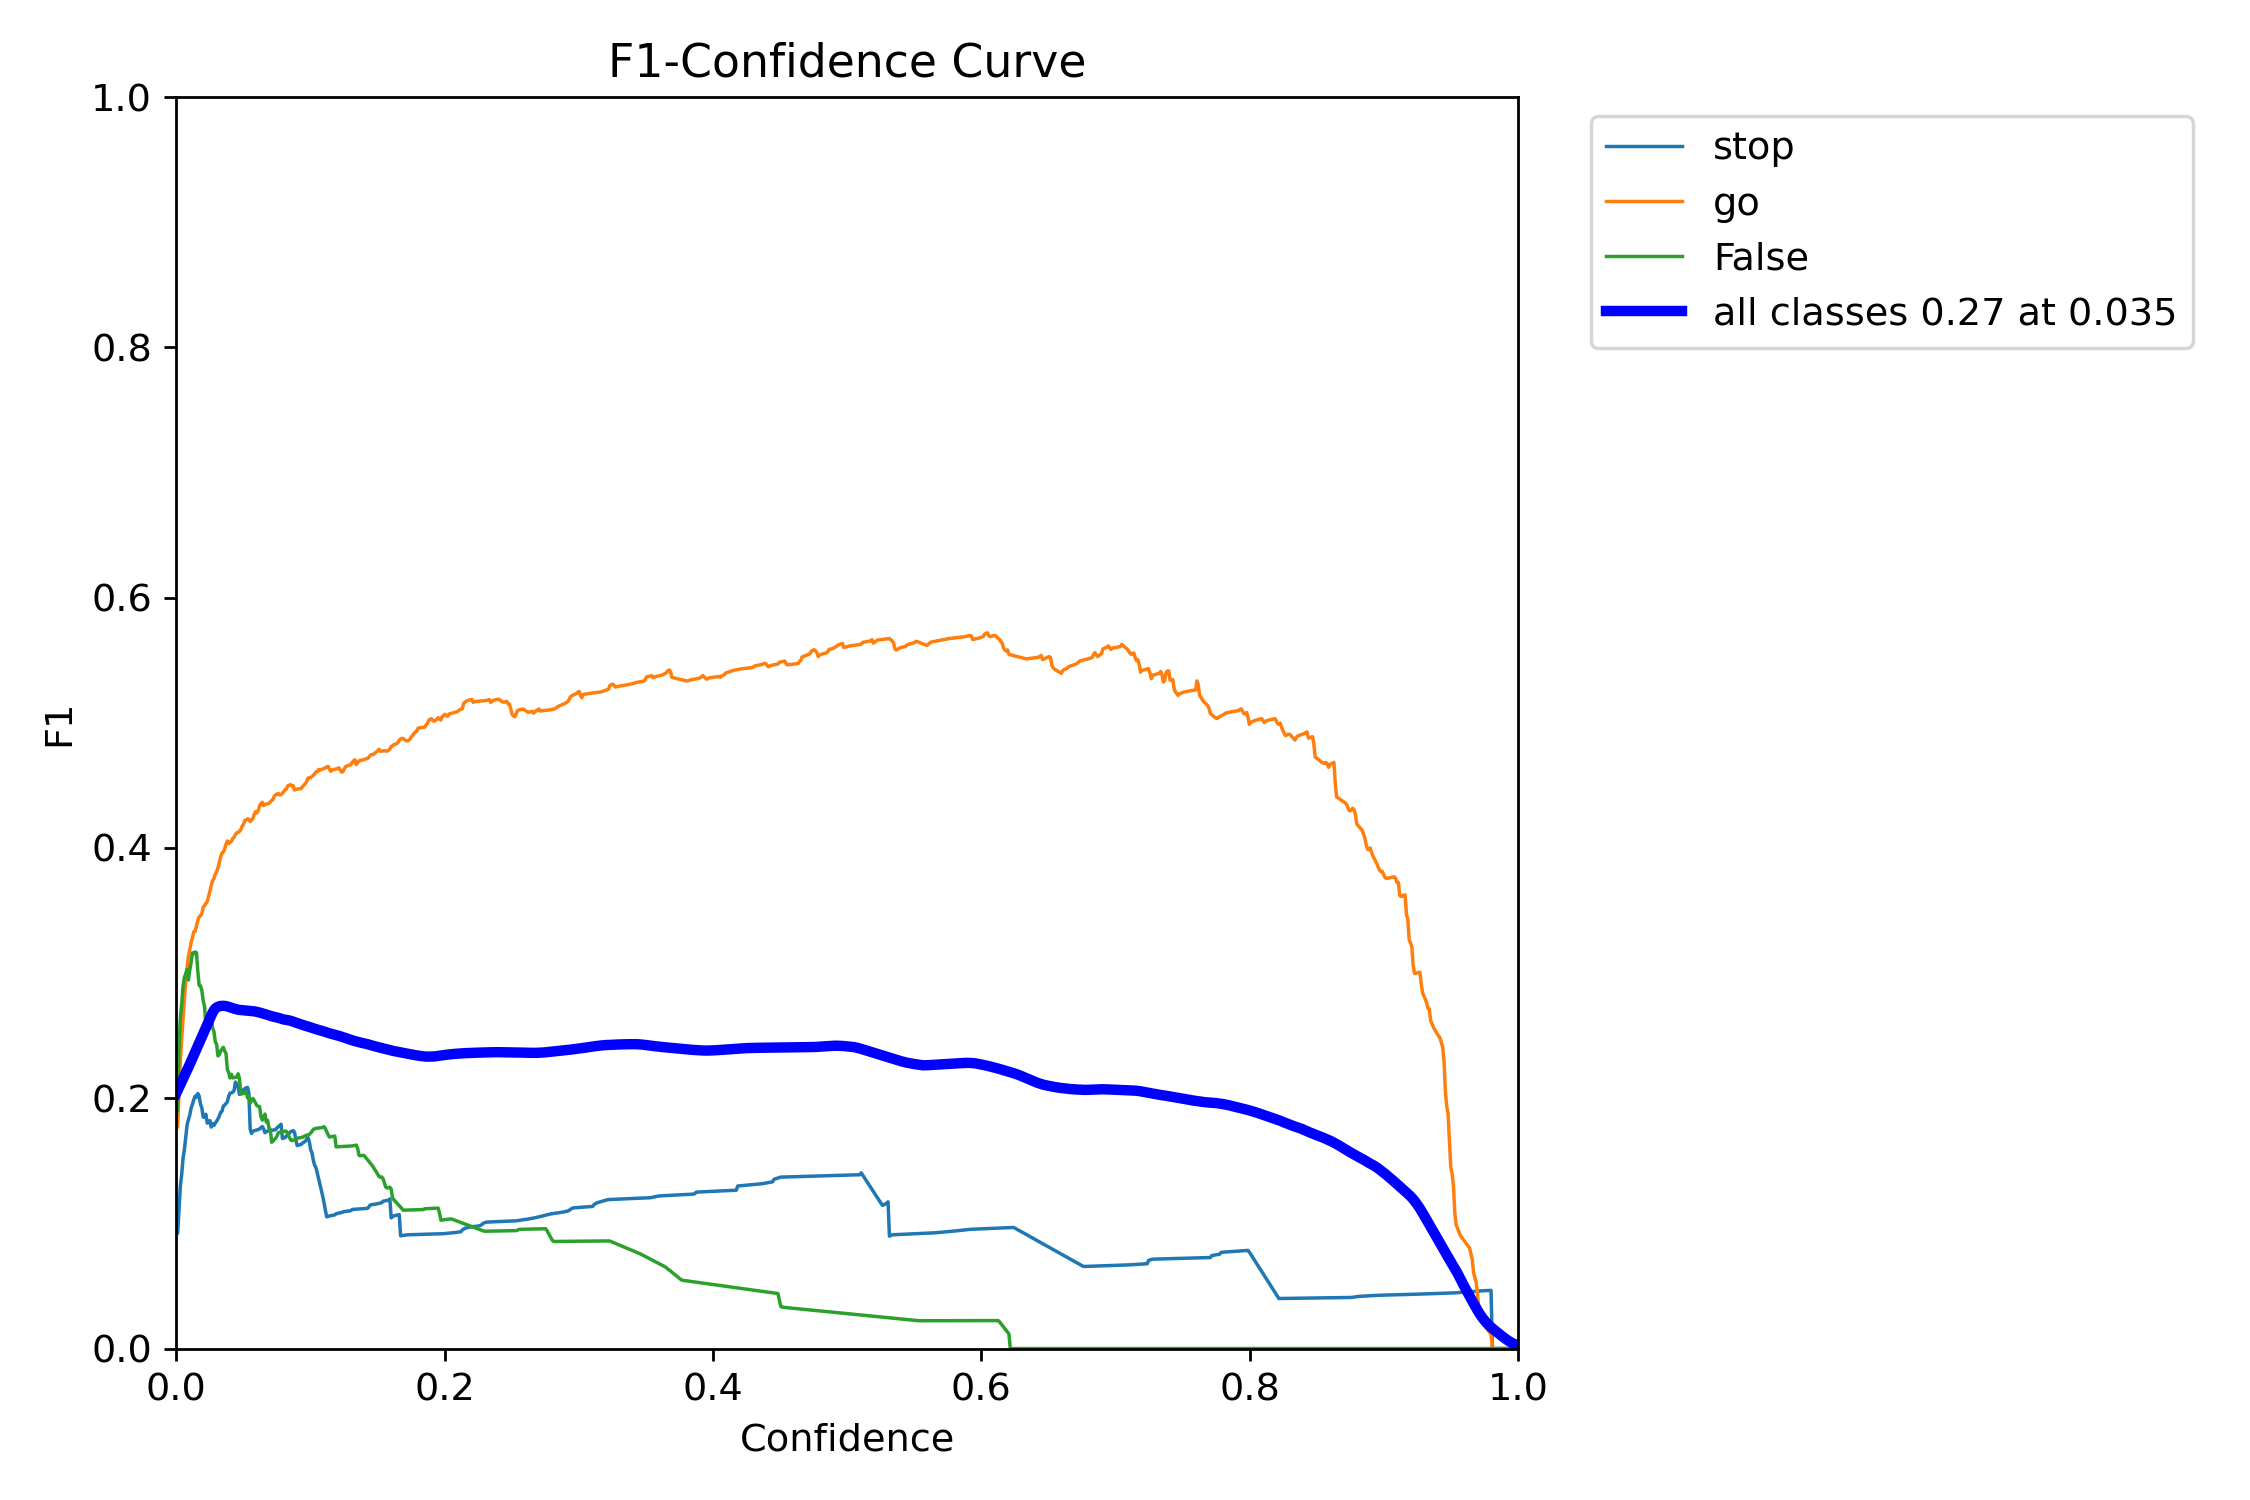 F1-Confidence Curve
1.0
0.8
0.6
0.4
0.2
0.0
F1
0.0 0.2 0.4 0.6 0.8 1.0
Confidence
stop
go
False
all classes 0.27 at 0.035